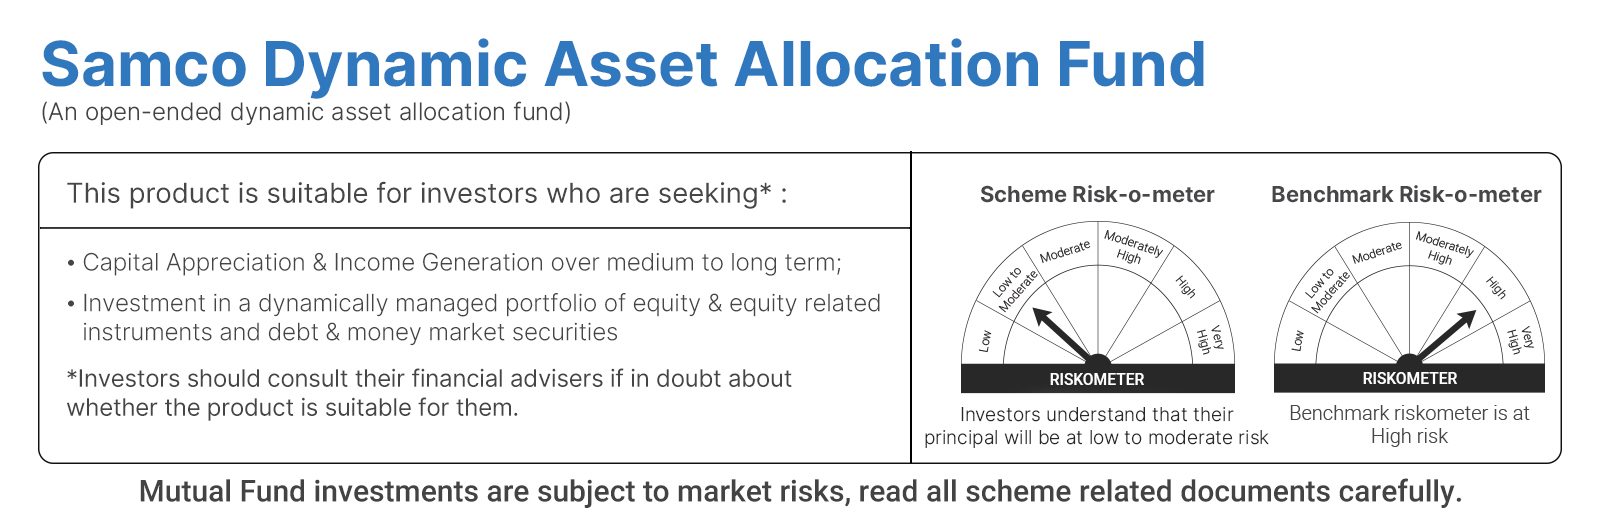 Samco Dynamic Asset Allocation Fund
(An open-ended dynamic asset allocation fund)
This product is suitable for investors who are seeking* :
• Capital Appreciation & Income Generation over medium to long term;
• Investment in a dynamically managed portfolio of equity & equity related
instruments and debt & money market securities
*Investors should consult their financial advisers if in doubt about
whether the product is suitable for them.
Scheme Risk-o-meter
Low
Low to
Moderate
Moderate
Moderately
High
High
Very
High
RISKOMETER
Investors understand that their
principal will be at low to moderate risk
Benchmark Risk-o-meter
Low
Low to
Moderate
Moderate
Moderately
High
High
Very
High
RISKOMETER
Benchmark riskometer is at
High risk
Mutual Fund investments are subject to market risks, read all scheme related documents carefully.